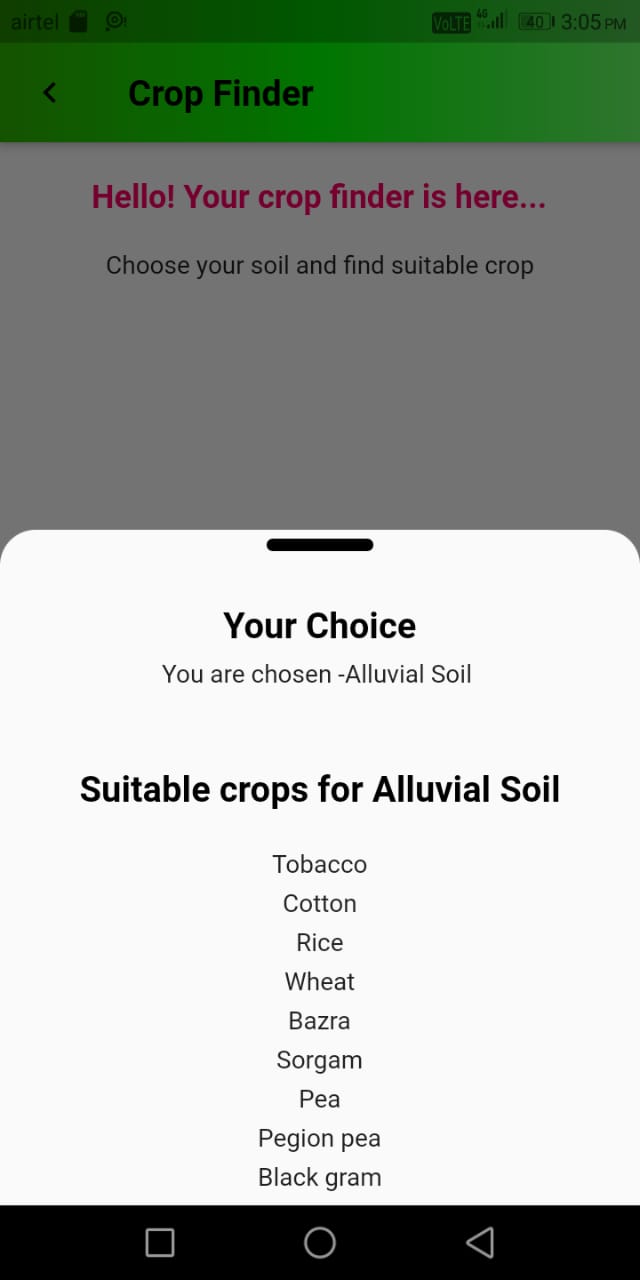 airtel VoLTE 4G 40 3:05 PM
Crop Finder
Hello! Your crop finder is here...
Choose your soil and find suitable crop
Your Choice
You are chosen -Alluvial Soil
Suitable crops for Alluvial Soil
Tobacco
Cotton
Rice
Wheat
Bazra
Sorgam
Pea
Pegion pea
Black gram